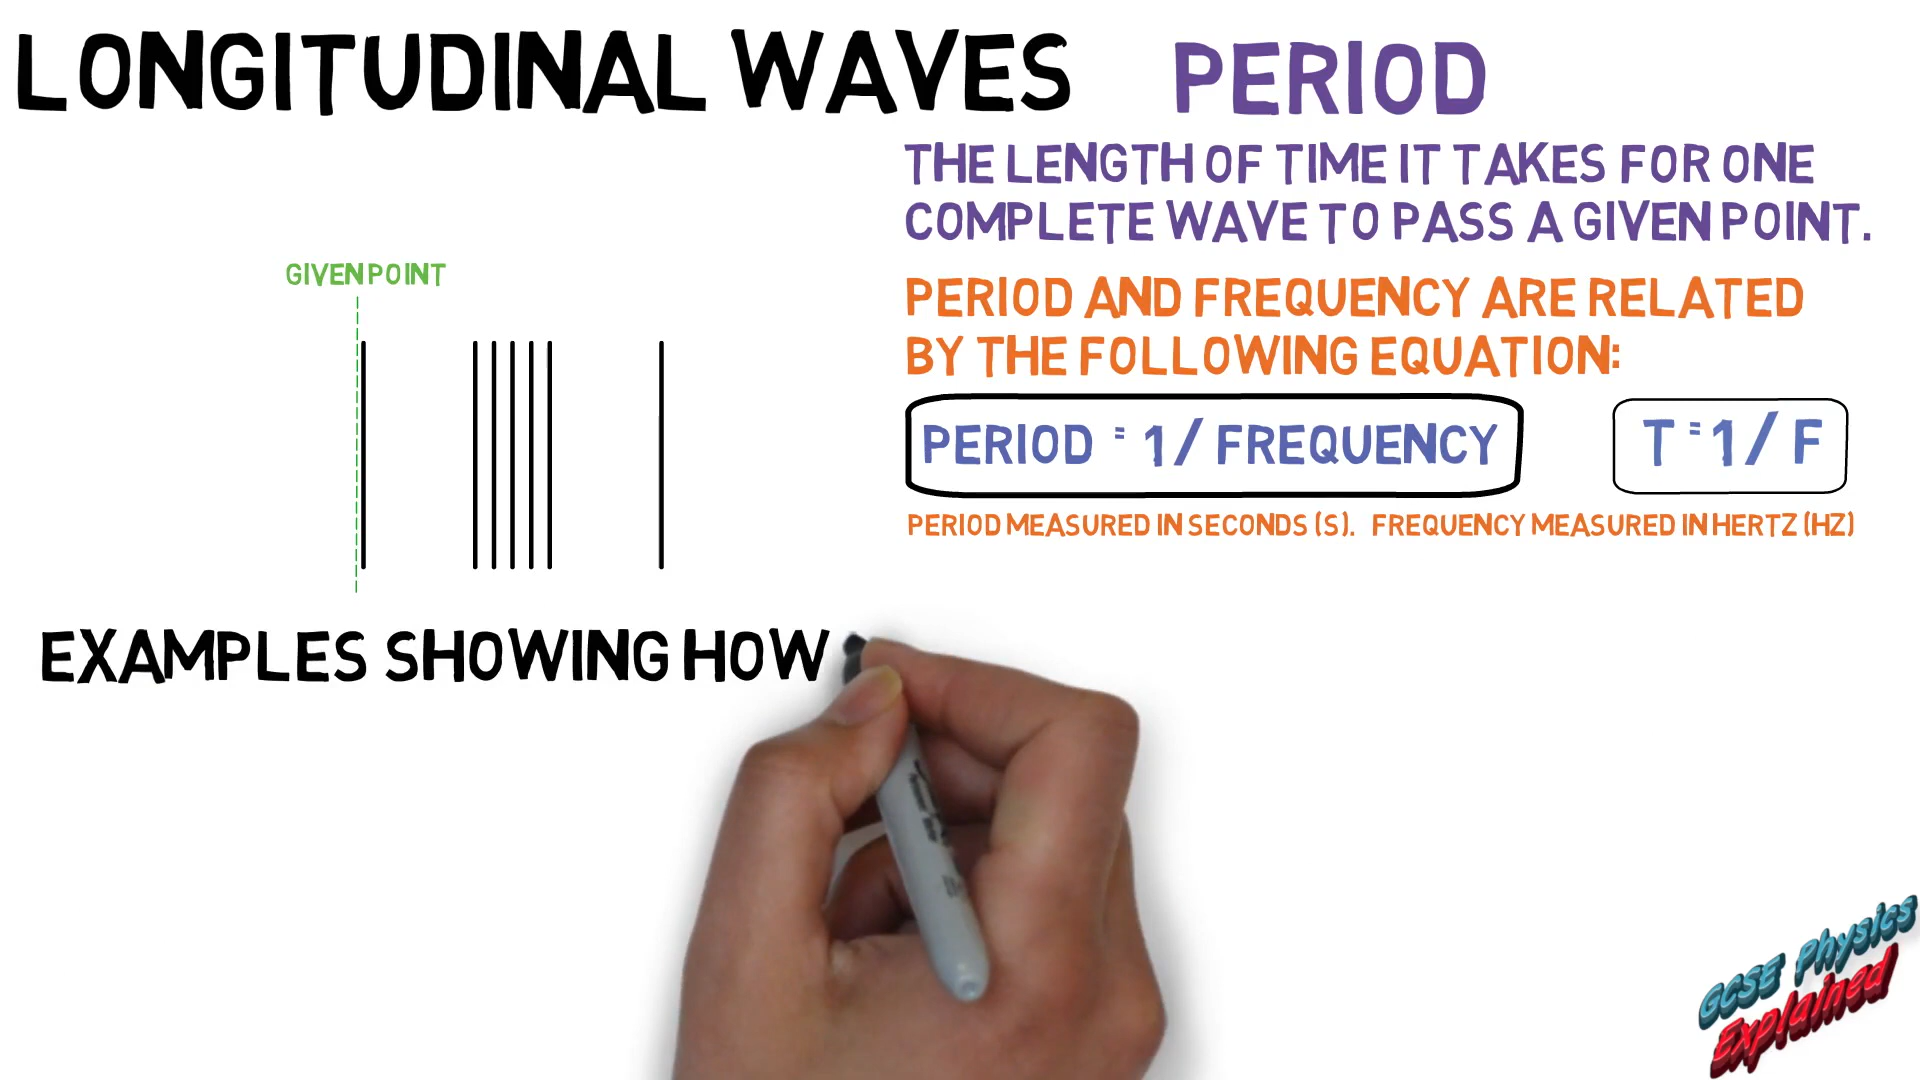 LONGITUDINAL WAVES
PERIOD
THE LENGTH OF TIME IT TAKES FOR ONE
COMPLETE WAVE TO PASS A GIVEN POINT.
GIVEN POINT
PERIOD AND FREQUENCY ARE RELATED
BY THE FOLLOWING EQUATION:
PERIOD = 1 / FREQUENCY
T = 1 / F
PERIOD MEASURED IN SECONDS (S). FREQUENCY MEASURED IN HERTZ (HZ)
EXAMPLES SHOWING HOW
GCSE Physics
Explained